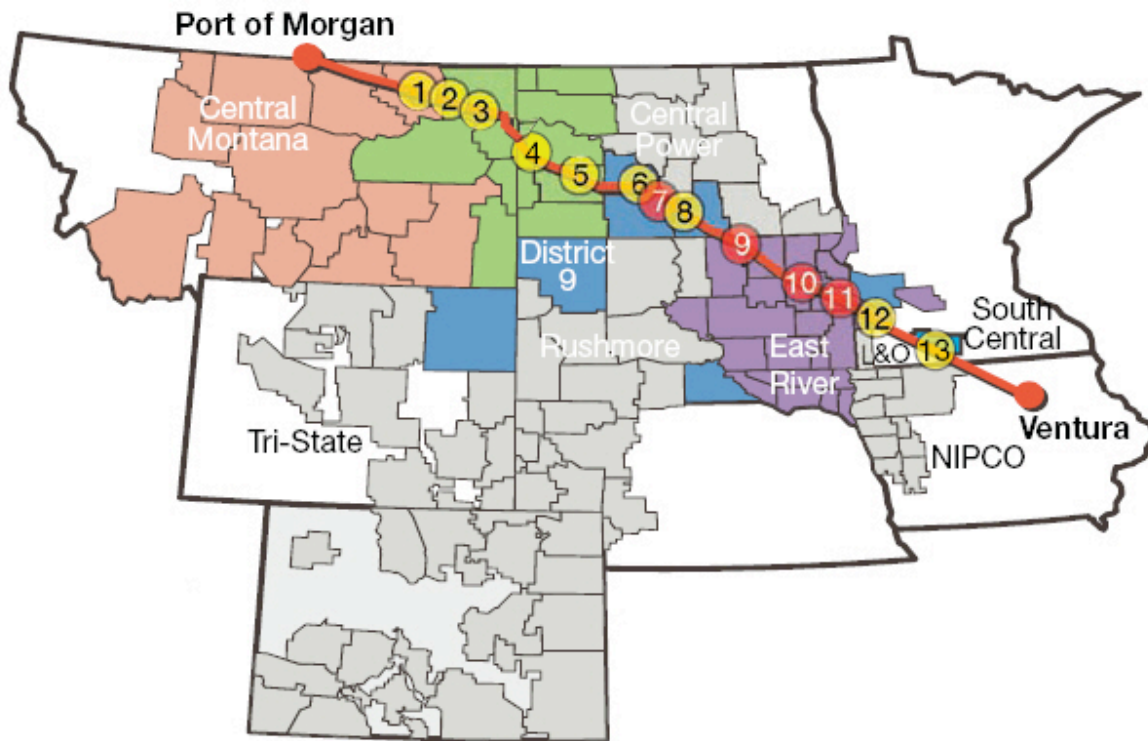 Port of Morgan
Central
Montana
1
2
3
4
5
6
7
8
9
10
11
12
13
Central
Power
District
9
Rushmore
East
River
L&O
South
Central
Ventura
NIPCO
Tri-State